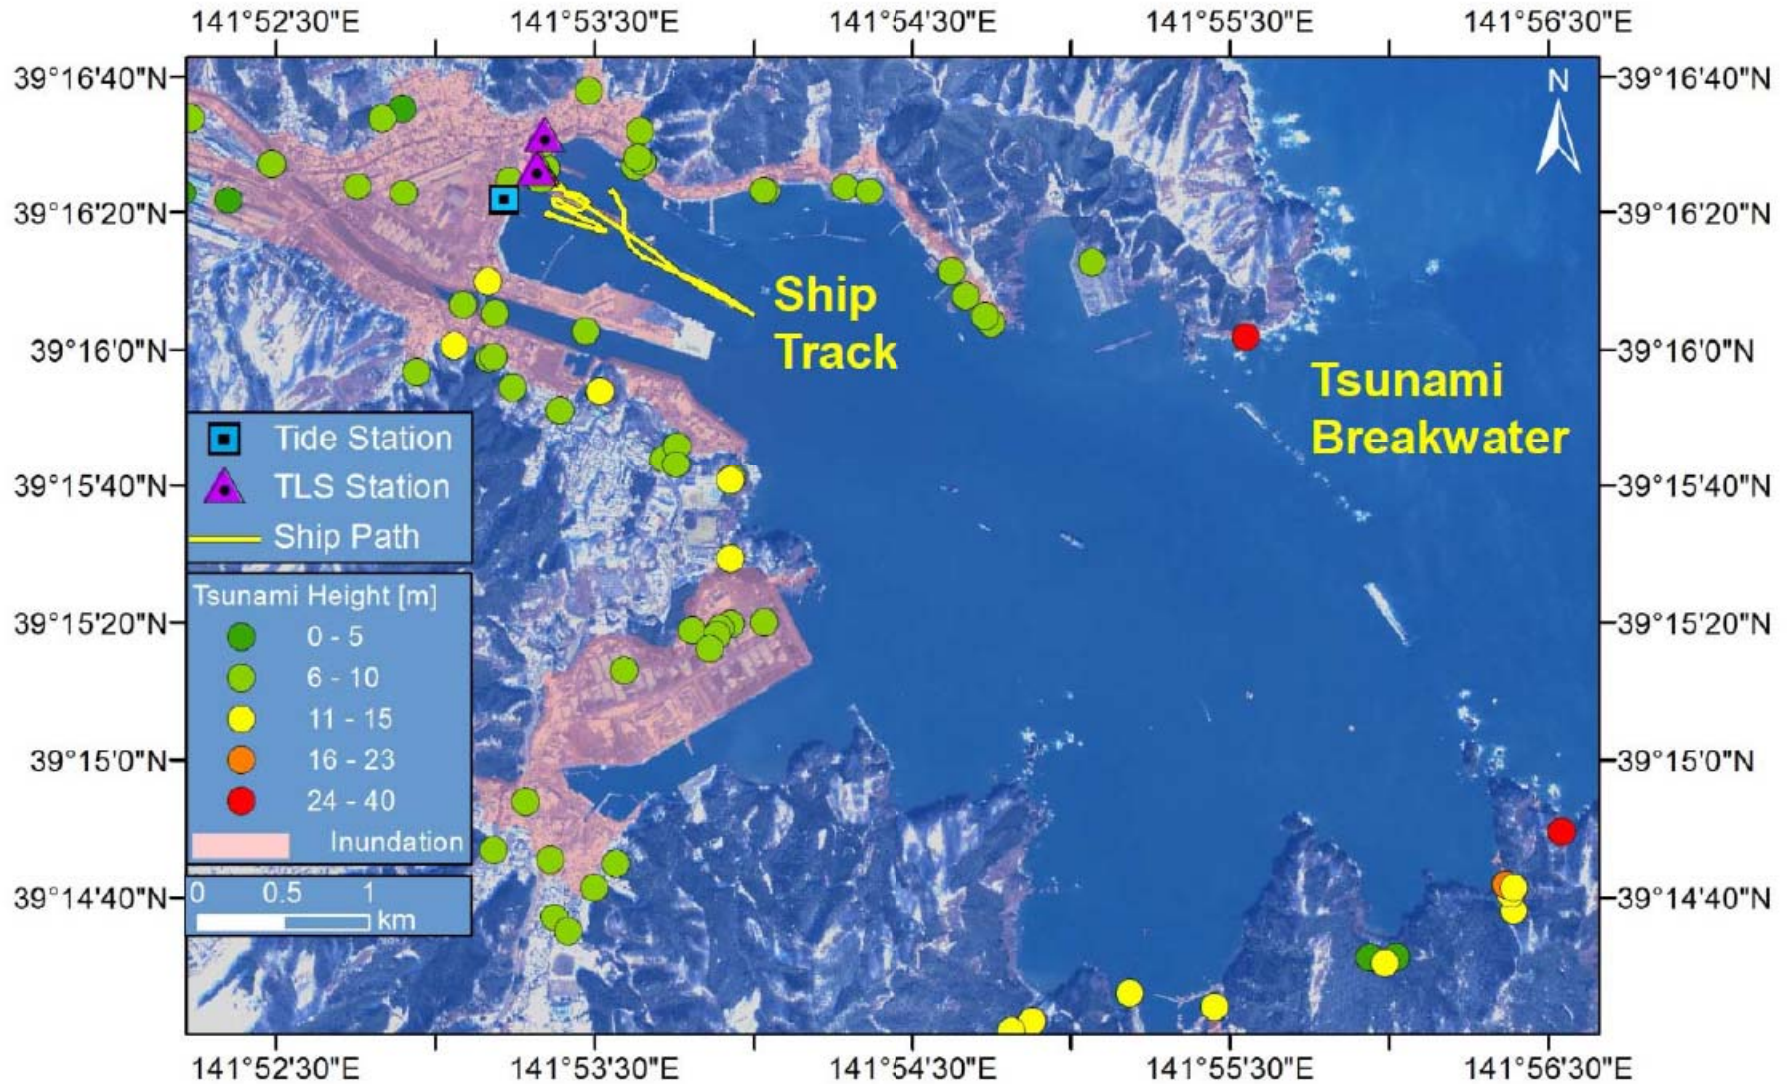 141°52'30"E 141°53'30"E 141°54'30"E 141°55'30"E 141°56'30"E
39°16'40"N 39°16'40"N
N
39°16'20"N 39°16'20"N
Ship
Track
39°16'0"N 39°16'0"N
Tsunami
Breakwater
Tide Station
TLS Station
39°15'40"N 39°15'40"N
Ship Path
Tsunami Height [m]
39°15'20"N 39°15'20"N
0 - 5
6 - 10
11 - 15
39°15'0"N 39°15'0"N
16 - 23
24 - 40
Inundation
39°14'40"N 39°14'40"N
0 0.5 1
km
141°52'30"E 141°53'30"E 141°54'30"E 141°55'30"E 141°56'30"E